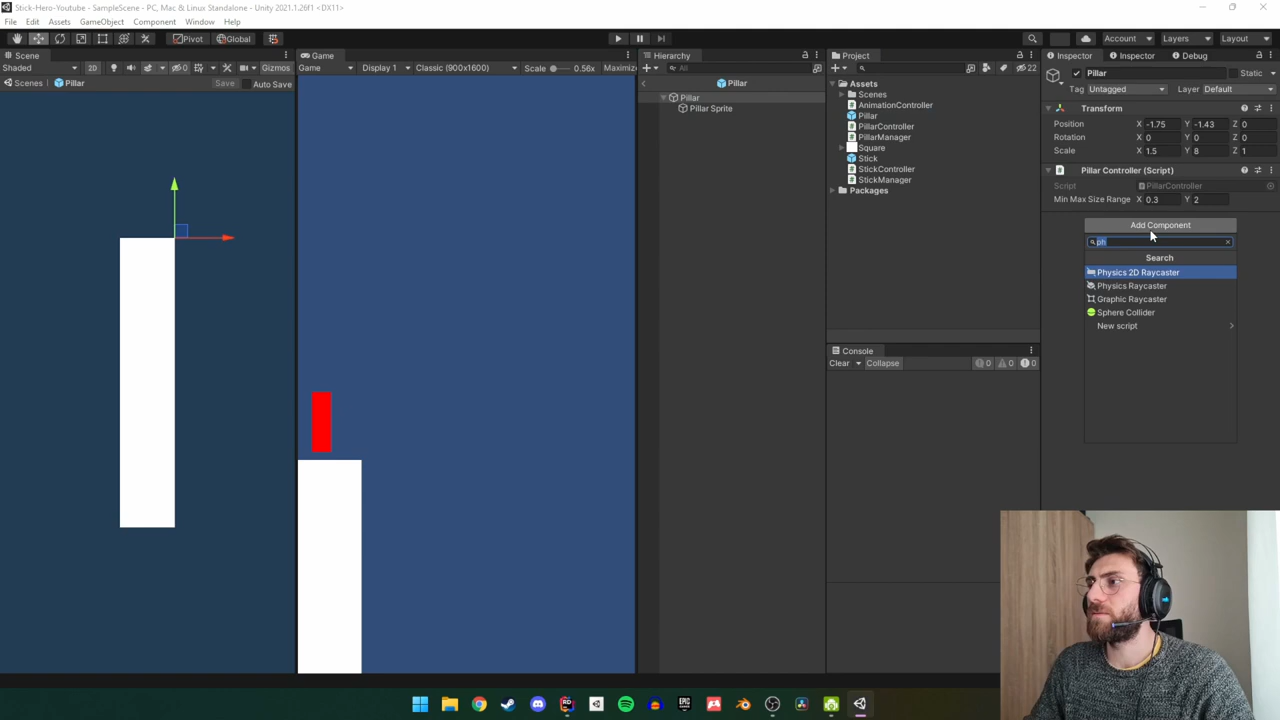 Stick-Hero-Youtube - SampleScene - PC, Mac & Linux Standalone - Unity 2021.1.26f1 <DX11>
File Edit Assets GameObject Component Window Help
Pivot Global Account Layers Layout
Scene
Shaded 2D 0 Gizmos
Scenes Pillar Save Auto Save
Game
Game Display 1 Classic (900x1600) Scale 0.56x Maximiz
Hierarchy
All
Pillar
Pillar
Pillar Sprite
Project
22
Assets
Scenes
AnimationController
Pillar
PillarController
PillarManager
Square
Stick
StickController
StickManager
Packages
Console
Clear Collapse 0 0 0
Inspector Inspector Debug
Pillar Static
Tag Untagged Layer Default
Transform
Position X -1.75 Y -1.43 Z 0
Rotation X 0 Y 0 Z 0
Scale X 1.5 Y 8 Z 1
Pillar Controller (Script)
Script PillarController
Min Max Size Range X 0.3 Y 2
Add Component
ph
Search
Physics 2D Raycaster
Physics Raycaster
Graphic Raycaster
Sphere Collider
New script